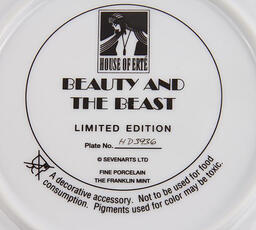 HOUSE OF ERTÉ
BEAUTY AND
THE BEAST
LIMITED EDITION
Plate No. HD3936
© SEVENARTS LTD
FINE PORCELAIN
THE FRANKLIN MINT
A decorative accessory. Not to be used for food
consumption. Pigments used for color may be toxic.